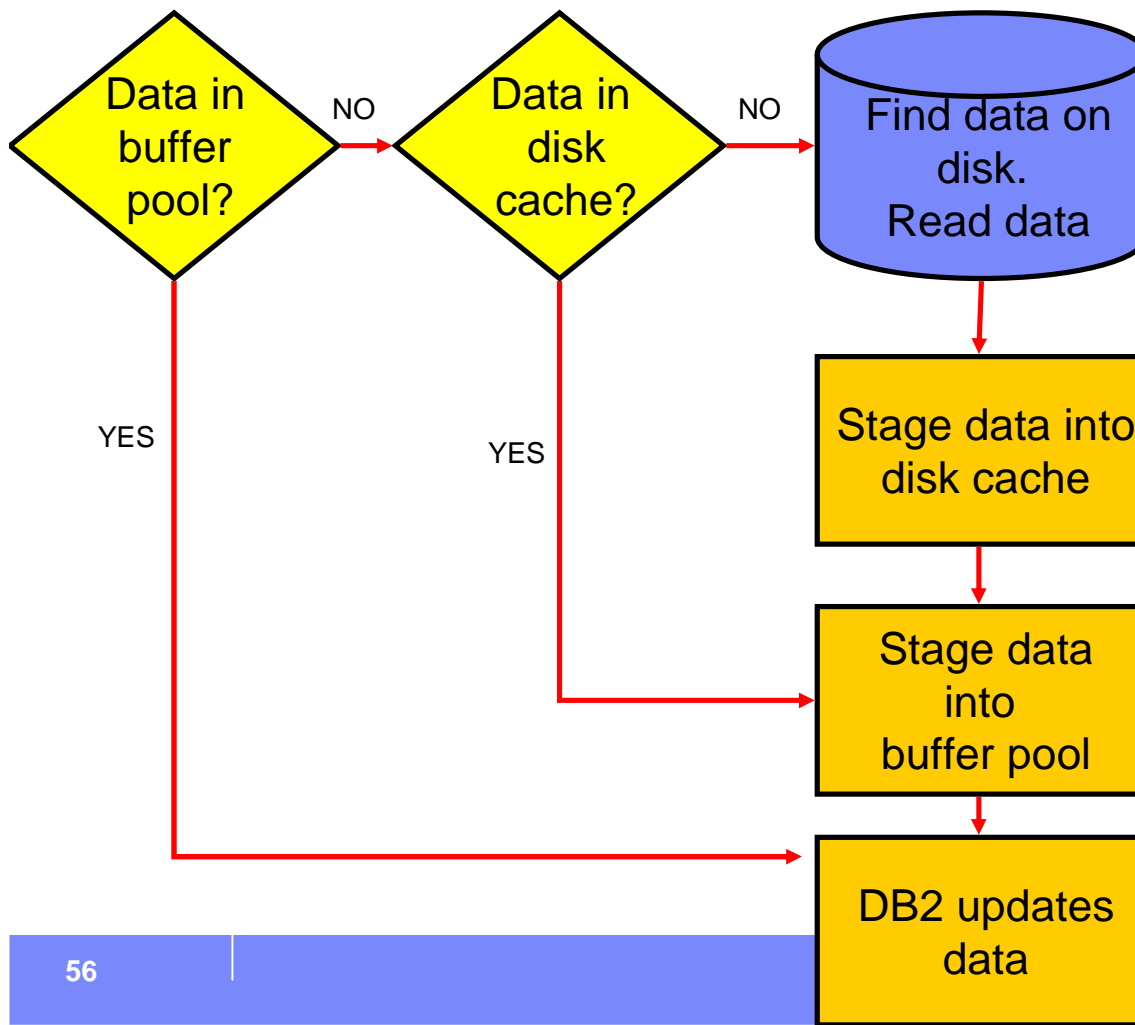 Data in
buffer
pool?
NO
Data in
disk
cache?
NO
Find data on
disk.
Read data
YES
YES
Stage data into
disk cache
Stage data
into
buffer pool
DB2 updates
data
56